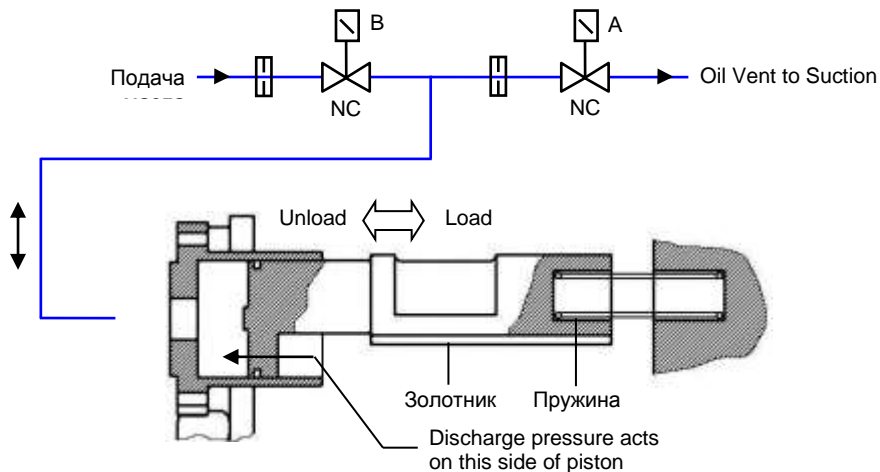 B
A
Подача
Oil Vent to Suction
NC
NC
Unload
Load
Золотник
Пружина
Discharge pressure acts
on this side of piston